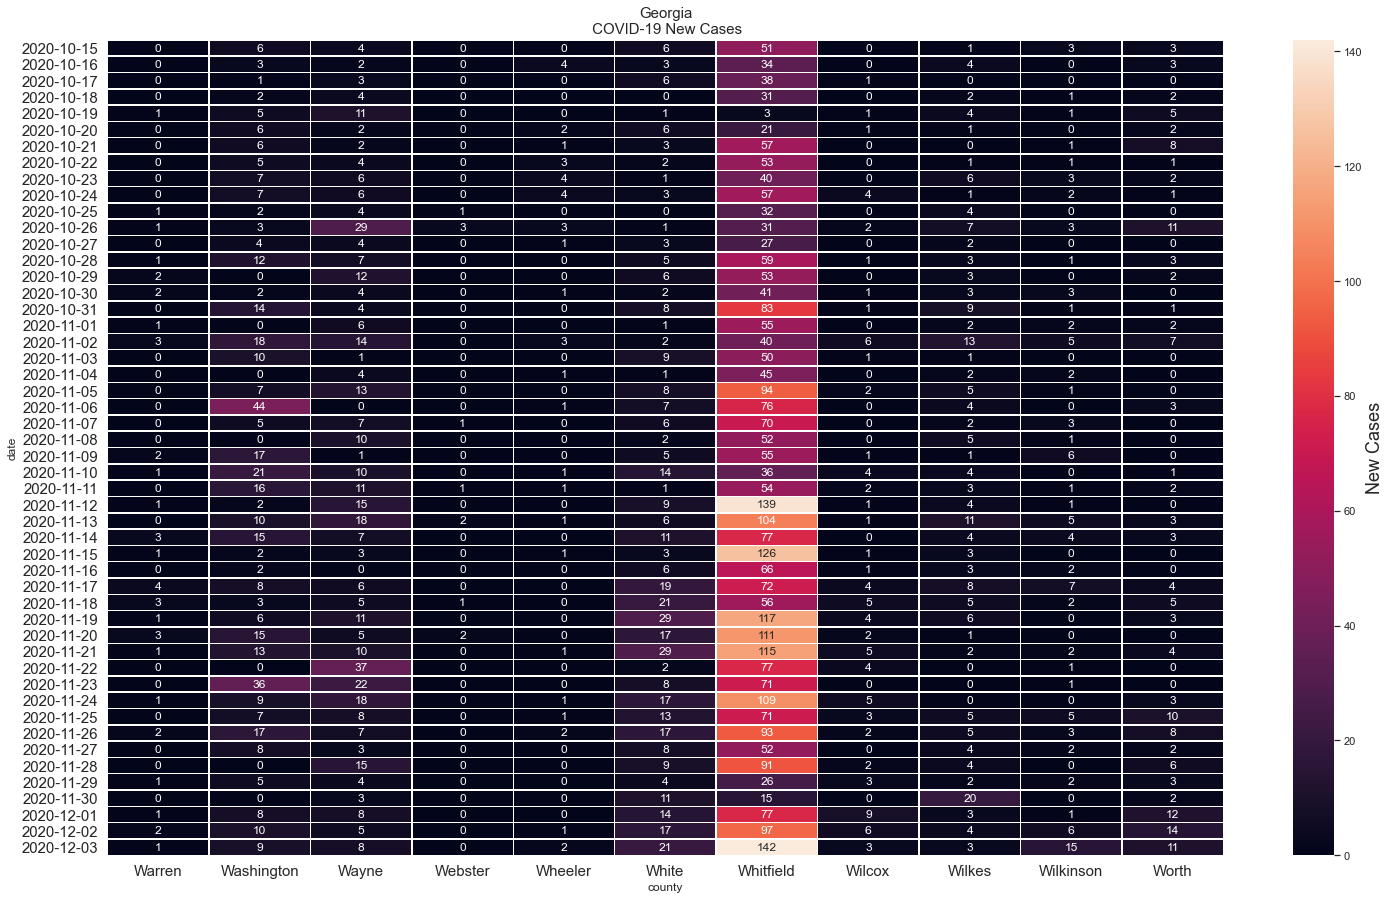 Georgia
COVID-19 New Cases
2020-10-15 0 6 4 0 0 6 51 0 1 3 3
2020-10-16 0 3 2 0 4 3 34 0 4 0 3
2020-10-17 0 1 3 0 0 6 38 1 0 0 0
2020-10-18 0 2 4 0 0 0 31 0 2 1 2
2020-10-19 1 5 11 0 0 1 3 1 4 1 5
2020-10-20 0 6 2 0 2 6 21 1 1 0 2
2020-10-21 0 6 2 0 1 3 57 0 0 1 8
2020-10-22 0 5 4 0 3 2 53 0 1 1 1
2020-10-23 0 7 6 0 4 1 40 0 6 3 2
2020-10-24 0 7 6 0 4 3 57 4 1 2 1
2020-10-25 1 2 4 1 0 0 32 0 4 0 0
2020-10-26 1 3 29 3 3 1 31 2 7 3 11
2020-10-27 0 4 4 0 1 3 27 0 2 0 0
2020-10-28 1 12 7 0 0 5 59 1 3 1 3
2020-10-29 2 0 12 0 0 6 53 0 3 0 2
2020-10-30 2 2 4 0 1 2 41 1 3 3 0
2020-10-31 0 14 4 0 0 8 83 1 9 1 1
2020-11-01 1 0 6 0 0 1 55 0 2 2 2
2020-11-02 3 18 14 0 3 2 40 6 13 5 7
2020-11-03 0 10 1 0 0 9 50 1 1 0 0
2020-11-04 0 0 4 0 1 1 45 0 2 2 0
2020-11-05 0 7 13 0 0 8 94 2 5 1 0
2020-11-06 0 44 0 0 1 7 76 0 4 0 3
2020-11-07 0 5 7 1 0 6 70 0 2 3 0
2020-11-08 0 0 10 0 0 2 52 0 5 1 0
2020-11-09 2 17 1 0 0 5 55 1 1 6 0
2020-11-10 1 21 10 0 1 14 36 4 4 0 1
2020-11-11 0 16 11 1 1 1 54 2 3 1 2
2020-11-12 1 2 15 0 0 9 139 1 4 1 0
2020-11-13 0 10 18 2 1 6 104 1 11 5 3
2020-11-14 3 15 7 0 0 11 77 0 4 4 3
2020-11-15 1 2 3 0 1 3 126 1 3 0 0
2020-11-16 0 2 0 0 0 6 66 1 3 2 0
2020-11-17 4 8 6 0 0 19 72 4 8 7 4
2020-11-18 3 3 5 1 0 21 56 5 5 2 5
2020-11-19 1 6 11 0 0 29 117 4 6 0 3
2020-11-20 3 15 5 2 0 17 111 2 1 0 0
2020-11-21 1 13 10 0 1 29 115 5 2 2 4
2020-11-22 0 0 37 0 0 2 77 4 0 1 0
2020-11-23 0 36 22 0 0 8 71 0 0 1 0
2020-11-24 1 9 18 0 1 17 109 5 0 0 3
2020-11-25 0 7 8 0 1 13 71 3 5 5 10
2020-11-26 2 17 7 0 2 17 93 2 5 3 8
2020-11-27 0 8 3 0 0 8 52 0 4 2 2
2020-11-28 0 0 15 0 0 9 91 2 4 0 6
2020-11-29 1 5 4 0 0 4 26 3 2 2 3
2020-11-30 0 0 3 0 0 11 15 0 20 0 2
2020-12-01 1 8 8 0 0 14 77 9 3 1 12
2020-12-02 2 10 5 0 1 17 97 6 4 6 14
2020-12-03 1 9 8 0 2 21 142 3 3 15 11
Warren Washington Wayne Webster Wheeler White Whitfield Wilcox Wilkes Wilkinson Worth
county
date
140
120
100
80
60
40
20
0
New Cases